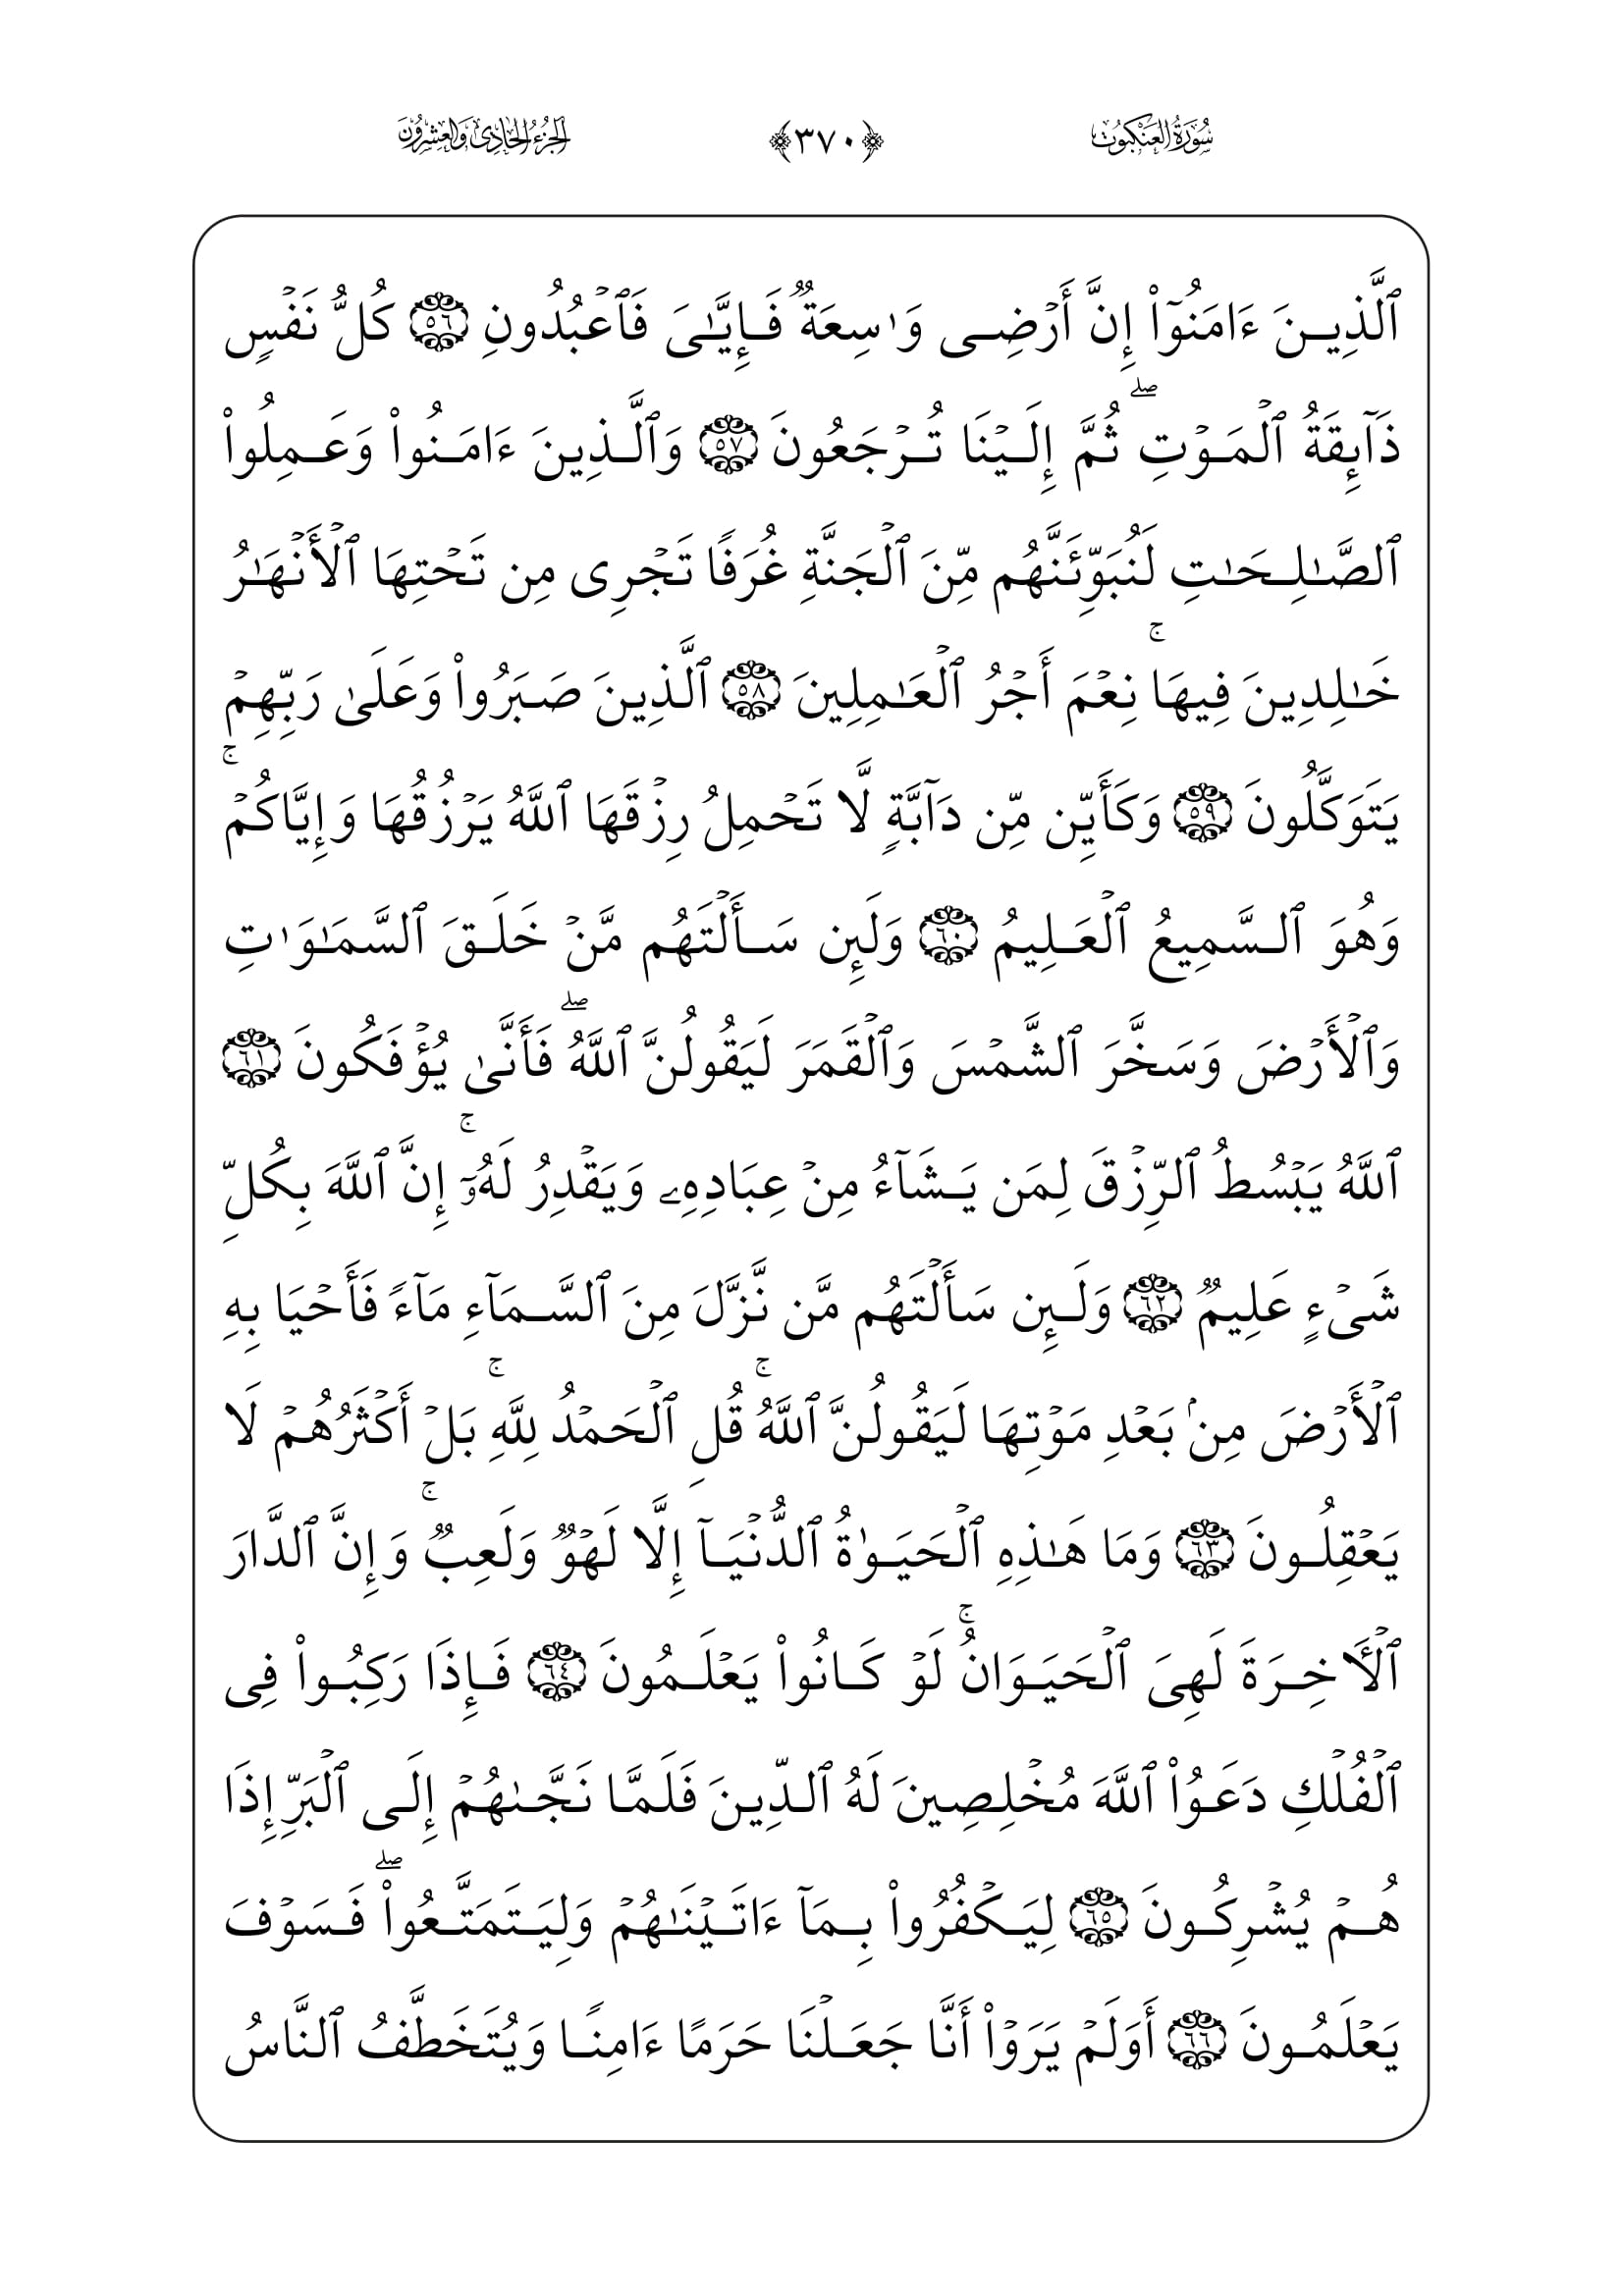 سُورَةُ العَنكَبُوت ﴿٣٧٠﴾ الجُزْءُ الحَادِي وَالعِشْرُونَ
ٱلَّذِينَ ءَامَنُوٓا۟ إِنَّ أَرْضِى وَٰسِعَةٌ فَإِيَّـٰىَ فَٱعْبُدُونِ ٥٦ كُلُّ نَفْسٍ
ذَآئِقَةُ ٱلْمَوْتِ ۖ ثُمَّ إِلَيْنَا تُرْجَعُونَ ٥٧ وَٱلَّذِينَ ءَامَنُوا۟ وَعَمِلُوا۟
ٱلصَّـٰلِحَـٰتِ لَنُبَوِّئَنَّهُم مِّنَ ٱلْجَنَّةِ غُرَفًا تَجْرِى مِن تَحْتِهَا ٱلْأَنْهَـٰرُ
خَـٰلِدِينَ فِيهَا ۚ نِعْمَ أَجْرُ ٱلْعَـٰمِلِينَ ٥٨ ٱلَّذِينَ صَبَرُوا۟ وَعَلَىٰ رَبِّهِمْ
يَتَوَكَّلُونَ ٥٩ وَكَأَيِّن مِّن دَآبَّةٍ لَّا تَحْمِلُ رِزْقَهَا ٱللَّهُ يَرْزُقُهَا وَإِيَّاكُمْ ۚ
وَهُوَ ٱلسَّمِيعُ ٱلْعَلِيمُ ٦٠ وَلَئِن سَأَلْتَهُم مَّنْ خَلَقَ ٱلسَّمَـٰوَٰتِ
وَٱلْأَرْضَ وَسَخَّرَ ٱلشَّمْسَ وَٱلْقَمَرَ لَيَقُولُنَّ ٱللَّهُ ۖ فَأَنَّىٰ يُؤْفَكُونَ ٦١
ٱللَّهُ يَبْسُطُ ٱلرِّزْقَ لِمَن يَشَآءُ مِنْ عِبَادِهِۦ وَيَقْدِرُ لَهُۥٓ ۚ إِنَّ ٱللَّهَ بِكُلِّ
شَىْءٍ عَلِيمٌ ٦٢ وَلَئِن سَأَلْتَهُم مَّن نَّزَّلَ مِنَ ٱلسَّمَآءِ مَآءً فَأَحْيَا بِهِ
ٱلْأَرْضَ مِنۢ بَعْدِ مَوْتِهَا لَيَقُولُنَّ ٱللَّهُ ۚ قُلِ ٱلْحَمْدُ لِلَّهِ ۚ بَلْ أَكْثَرُهُمْ لَا
يَعْقِلُونَ ٦٣ وَمَا هَـٰذِهِ ٱلْحَيَوٰةُ ٱلدُّنْيَآ إِلَّا لَهْوٌ وَلَعِبٌ ۚ وَإِنَّ ٱلدَّارَ
ٱلْـَٔاخِرَةَ لَهِىَ ٱلْحَيَوَانُ ۚ لَوْ كَانُوا۟ يَعْلَمُونَ ٦٤ فَإِذَا رَكِبُوا۟ فِى
ٱلْفُلْكِ دَعَوُا۟ ٱللَّهَ مُخْلِصِينَ لَهُ ٱلدِّينَ فَلَمَّا نَجَّىٰهُمْ إِلَى ٱلْبَرِّ إِذَا
هُمْ يُشْرِكُونَ ٦٥ لِيَكْفُرُوا۟ بِمَآ ءَاتَيْنَـٰهُمْ وَلِيَتَمَتَّعُوا۟ ۖ فَسَوْفَ
يَعْلَمُونَ ٦٦ أَوَلَمْ يَرَوْا۟ أَنَّا جَعَلْنَا حَرَمًا ءَامِنًا وَيُتَخَطَّفُ ٱلنَّاسُ